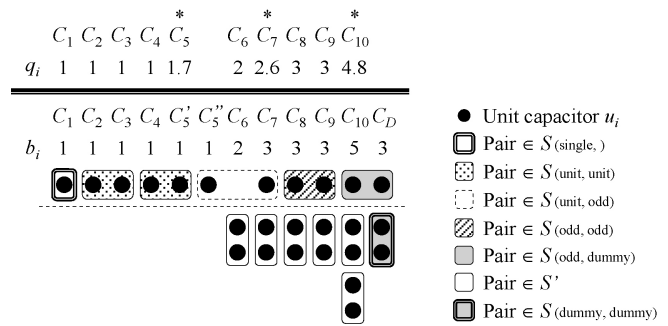 * * *
C1 C2 C3 C4 C5 C6 C7 C8 C9 C10
qi 1 1 1 1 1.7 2 2.6 3 3 4.8
C1 C2 C3 C4 C5' C5'' C6 C7 C8 C9 C10 CD
bi 1 1 1 1 1 1 2 3 3 3 5 3
Unit capacitor ui
Pair ∈ S (single, )
Pair ∈ S (unit, unit)
Pair ∈ S (unit, odd)
Pair ∈ S (odd, odd)
Pair ∈ S (odd, dummy)
Pair ∈ S'
Pair ∈ S (dummy, dummy)